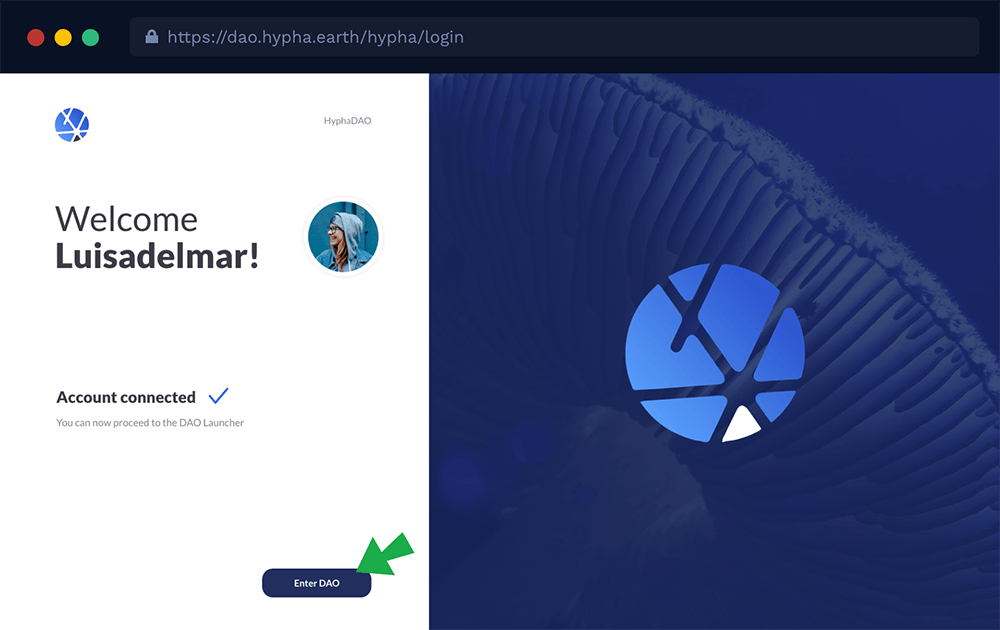 https://dao.hypha.earth/hypha/login
HyphaDAO
Welcome
Luisadelmar!
Account connected
You can now proceed to the DAO Launcher
Enter DAO